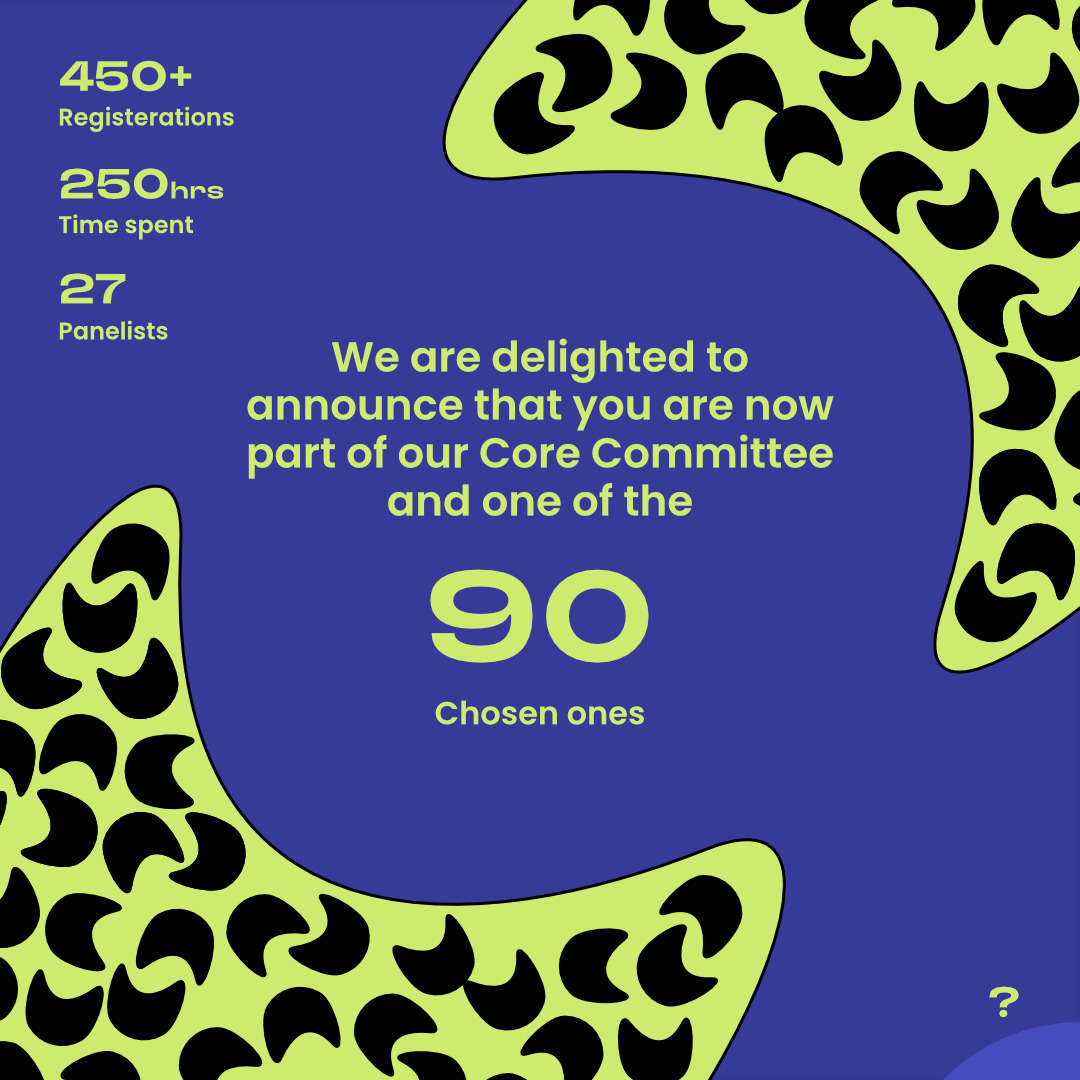 450+
Registerations
250hrs
Time spent
27
Panelists
We are delighted to
announce that you are now
part of our Core Committee
and one of the
90
Chosen ones
?